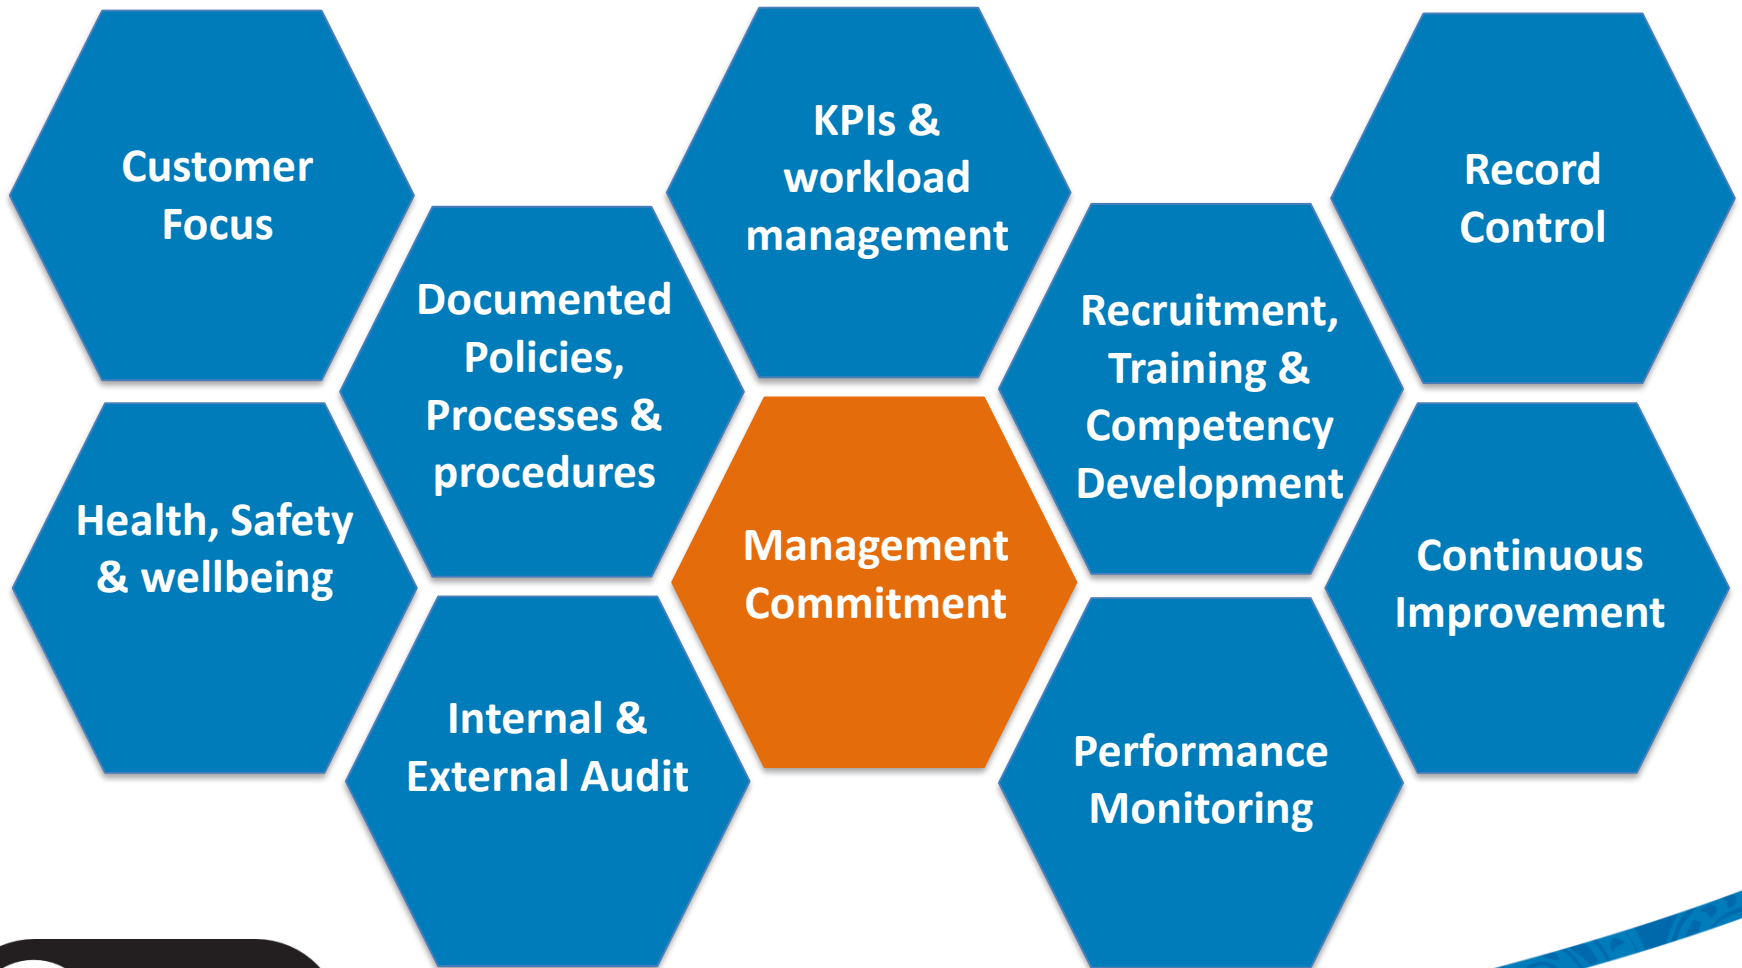 Customer
Focus
KPIs &
workload
management
Record
Control
Documented
Policies,
Processes &
procedures
Recruitment,
Training &
Competency
Development
Health, Safety
& wellbeing
Management
Commitment
Continuous
Improvement
Internal &
External Audit
Performance
Monitoring